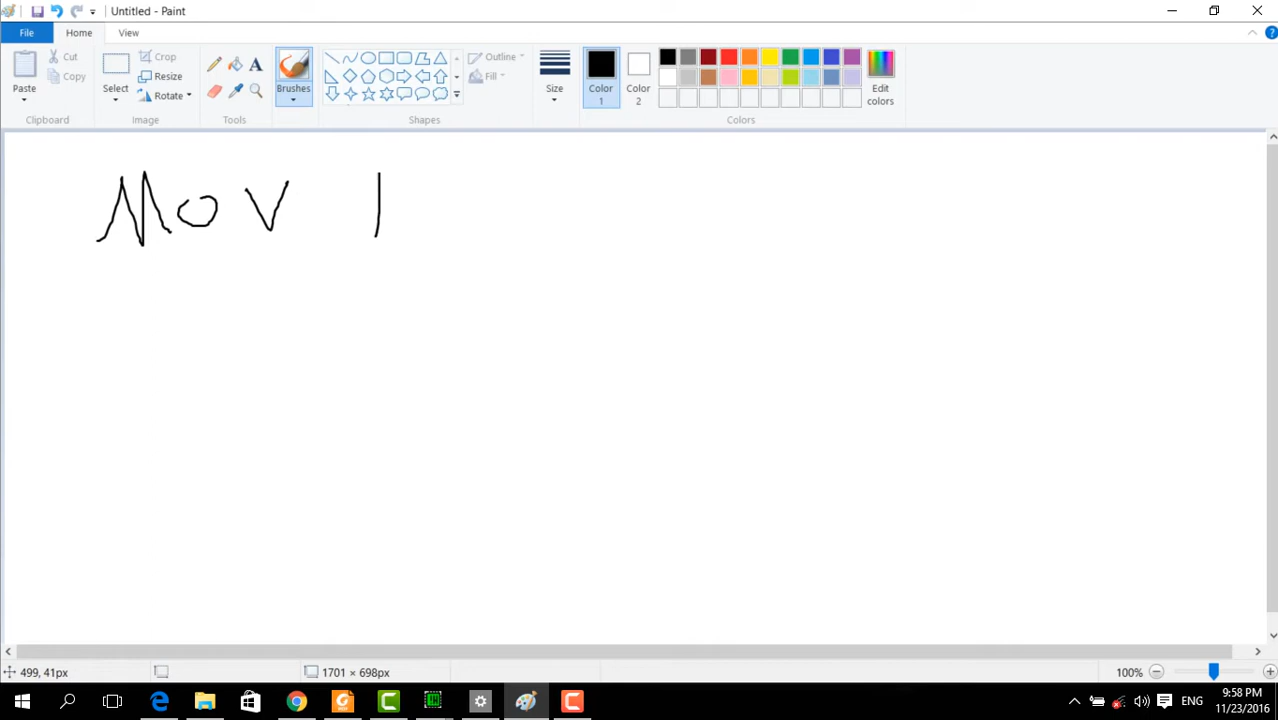 Untitled - Paint
File Home View
Paste Cut Copy Clipboard
Select Crop Resize Rotate Image
Tools
Brushes
Outline Fill Shapes
Size
Color 1
Color 2
Edit colors
Colors
Mov I
499, 41px 1701 × 698px 100%
ENG 9:58 PM
11/23/2016